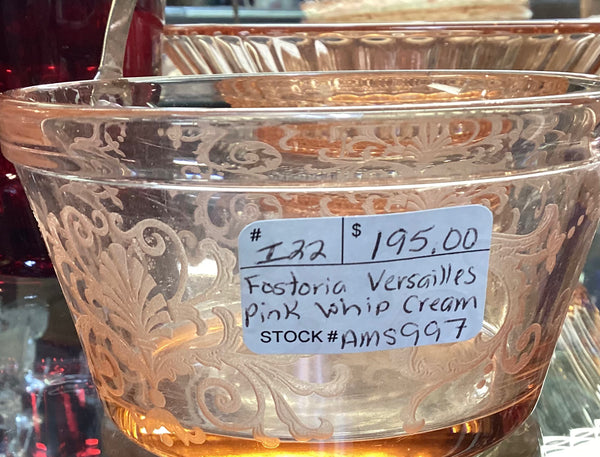 # I22 $ 195.00
Fostoria Versailles
Pink Whip Cream
STOCK # AMS997